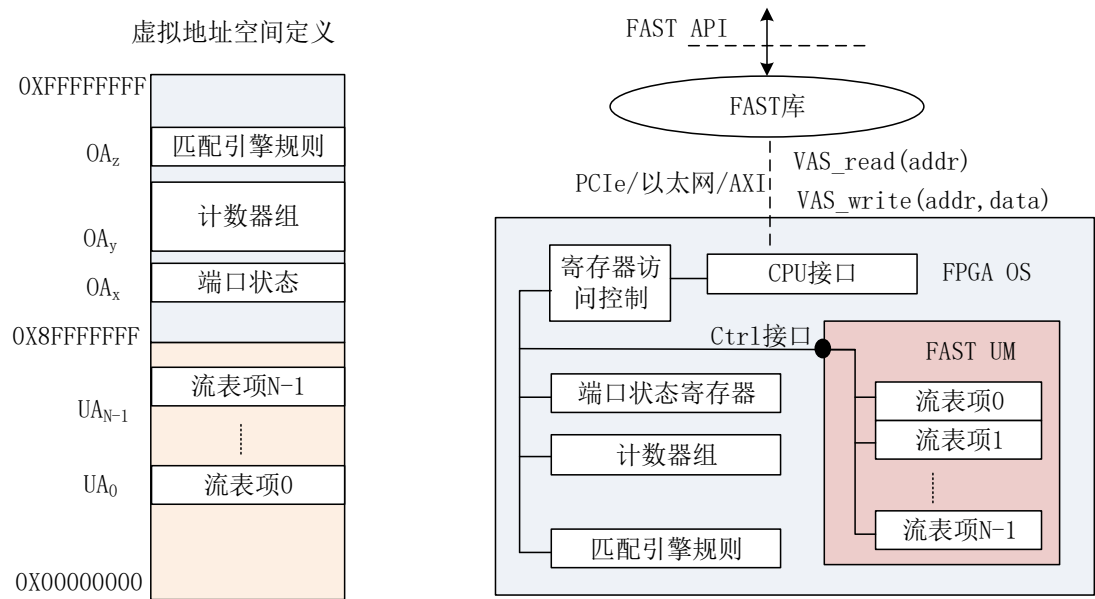 虚拟地址空间定义
0XFFFFFFFFF
匹配引擎规则
OAz
计数器组
OAy
端口状态
OAx
0X8FFFFFFF
流表项N-1
UAN-1
流表项0
UA0
0X00000000
FAST API
FAST库
VAS_read(addr)
PCIe/以太网/AXI
VAS_write(addr,data)
寄存器访问控制
CPU接口
FPGA OS
Ctrl接口
FAST UM
端口状态寄存器
流表项0
流表项1
计数器组
流表项N-1
匹配引擎规则